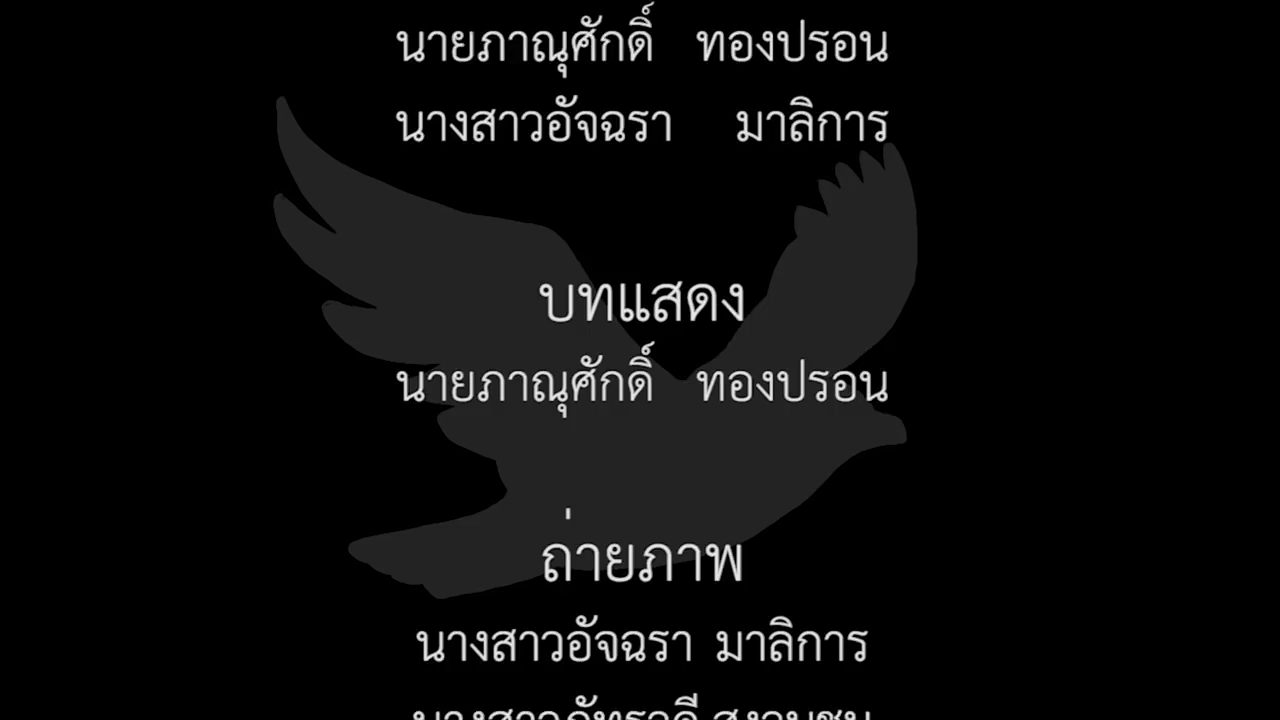 นายภาณุศักดิ์ ทองปรอน
นางสาวอัจฉรา มาลิการ
บทแสดง
นายภาณุศักดิ์ ทองปรอน
ถ่ายภาพ
นางสาวอัจฉรา มาลิการ